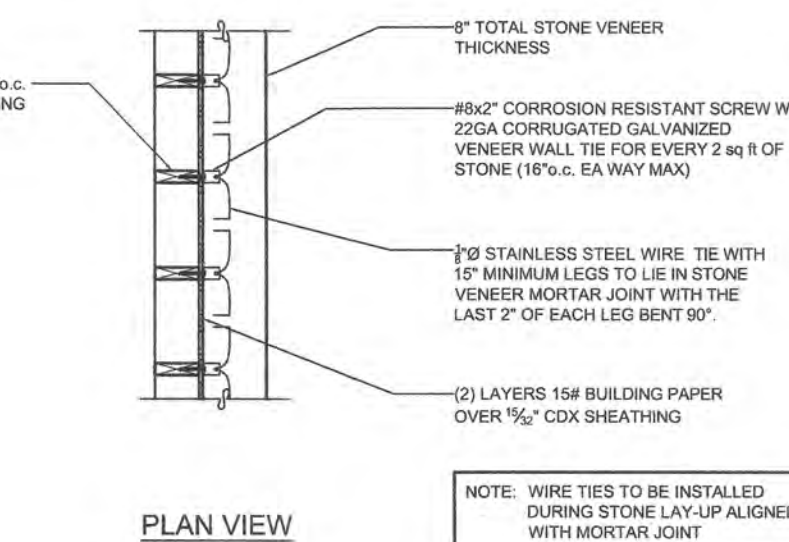 o.c.
8" TOTAL STONE VENEER
THICKNESS
#8x2" CORROSION RESISTANT SCREW W
22GA CORRUGATED GALVANIZED
VENEER WALL TIE FOR EVERY 2 sq ft OF
STONE (16"o.c. EA WAY MAX)
1/8"Ø STAINLESS STEEL WIRE TIE WITH
15" MINIMUM LEGS TO LIE IN STONE
VENEER MORTAR JOINT WITH THE
LAST 2" OF EACH LEG BENT 90°.
(2) LAYERS 15# BUILDING PAPER
OVER 15/32" CDX SHEATHING
PLAN VIEW
NOTE: WIRE TIES TO BE INSTALLED
DURING STONE LAY-UP ALIGNED
WITH MORTAR JOINT